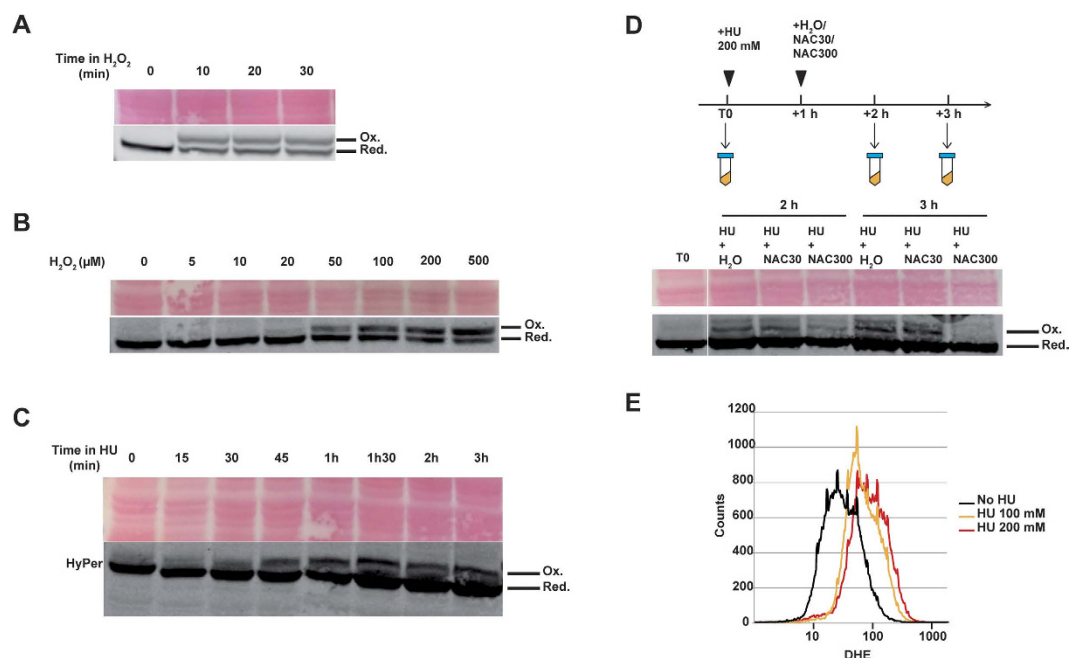 A
Time in H₂O₂
(min)
0 10 20 30
Ox.
Red.
B
H₂O₂ (µM)
0 5 10 20 50 100 200 500
Ox.
Red.
C
Time in HU
(min)
0 15 30 45 1h 1h30 2h 3h
HyPer
Ox.
Red.
D
+HU
200 mM
+H₂O/
NAC30/
NAC300
T0 +1 h +2 h +3 h
2 h 3 h
HU HU HU HU HU HU
+ + + + + +
T0 H₂O NAC30 NAC300 H₂O NAC30 NAC300
Ox.
Red.
E
1200
1000
800
600
400
200
0
Counts
10 100 1000
DHE
No HU
HU 100 mM
HU 200 mM